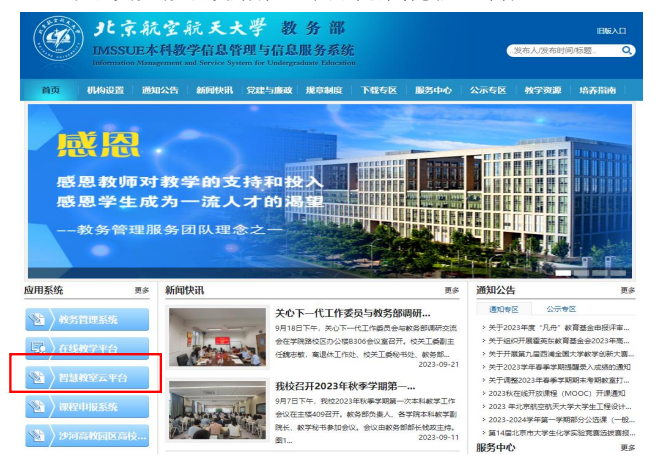 北京航空航天大學 教务部
旧版入口
IMSSUE本科教学信息管理与信息服务系统
Information Management and Service System for Undergraduate Education
发布人/发布时间/标题
首页 机构设置 通知公告 新闻快讯 党建与廉政 规章制度 下载专区 服务中心 公示专区 教学资源 培养指南
感恩
感恩教师对教学的支持和投入
感恩学生成为一流人才的渴望
--教务管理服务团队理念之一
应用系统 更多
教务管理系统
在线教学平台
智慧教室云平台
课程申报系统
沙河高教园区高校...
新闻快讯 更多
关心下一代工作委员与教务部调研...
9月18日下午，关心下一代工作委员会与教务部调研交流
会在学院路校区办公楼B306会议室召开。校关工委副主
任魏志敏，离退休工作处、校关工委秘书处、教务部...
2023-09-21
我校召开2023年秋季学期第一...
9月7日下午，我校2023年秋季学期第一次本科教学工作
会议在主楼409召开。教务部负责人、各学院本科教学副
院长、教学秘书参加会议。会议由教务部部长钱政主持。
图1...
2023-09-11
通知公告 更多
通知专区 公示专区
关于2023年度“凡舟”教育基金申报评审...
关于组织开展霍英东教育基金会2023年高...
关于开展第九届西浦全国大学教学创新大赛...
关于2023学年春季学期提醒录入成绩的通知
关于调整2023年春季学期期末考期教室打...
2023秋在线开放课程（MOOC）开课通知
2023 年北京航空航天大学大学生工程设计...
2023-2024学年第一学期部分公选课（一般...
第14届北京市大学生化学实验竞赛选拔赛报...
服务中心 更多